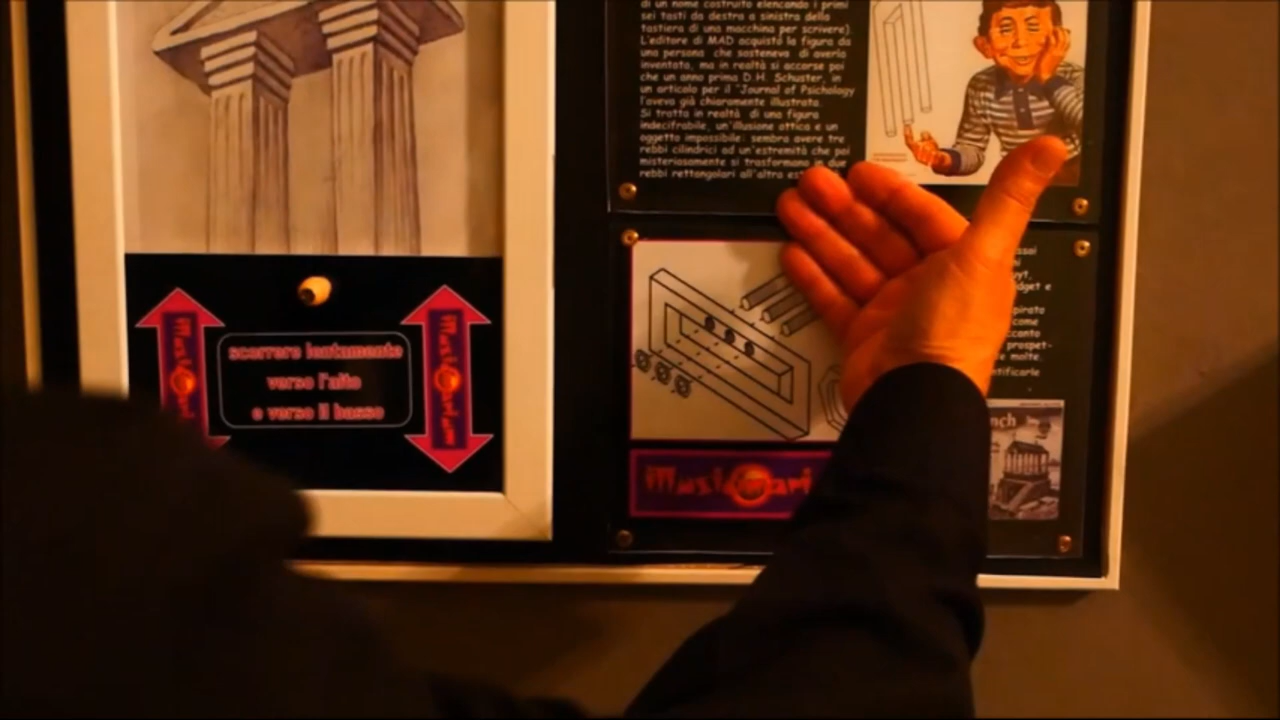 di un nome costruito elencando i primi
sei tasti da destra a sinistra della
tastiera di una macchina per scrivere).
L'editore di MAD acquistò la figura da
una persona che sosteneva di averla
inventata, ma in realtà si accorse poi
che un anno prima D.H. Schuster, in
un articolo per il "Journal of Psichology
l'aveva già chiaramente illustrata.
Si tratta in realtà di una figura
indecifrabile, un'illusione ottica e un
oggetto impossibile: sembra avere tre
rebbi cilindrici ad un'estremità che poi
misteriosamente si trasformano in due
rebbi rettangolari all'altra
scorrere lentamente
verso l'alto
e verso il basso
come
prospet-
e molte.